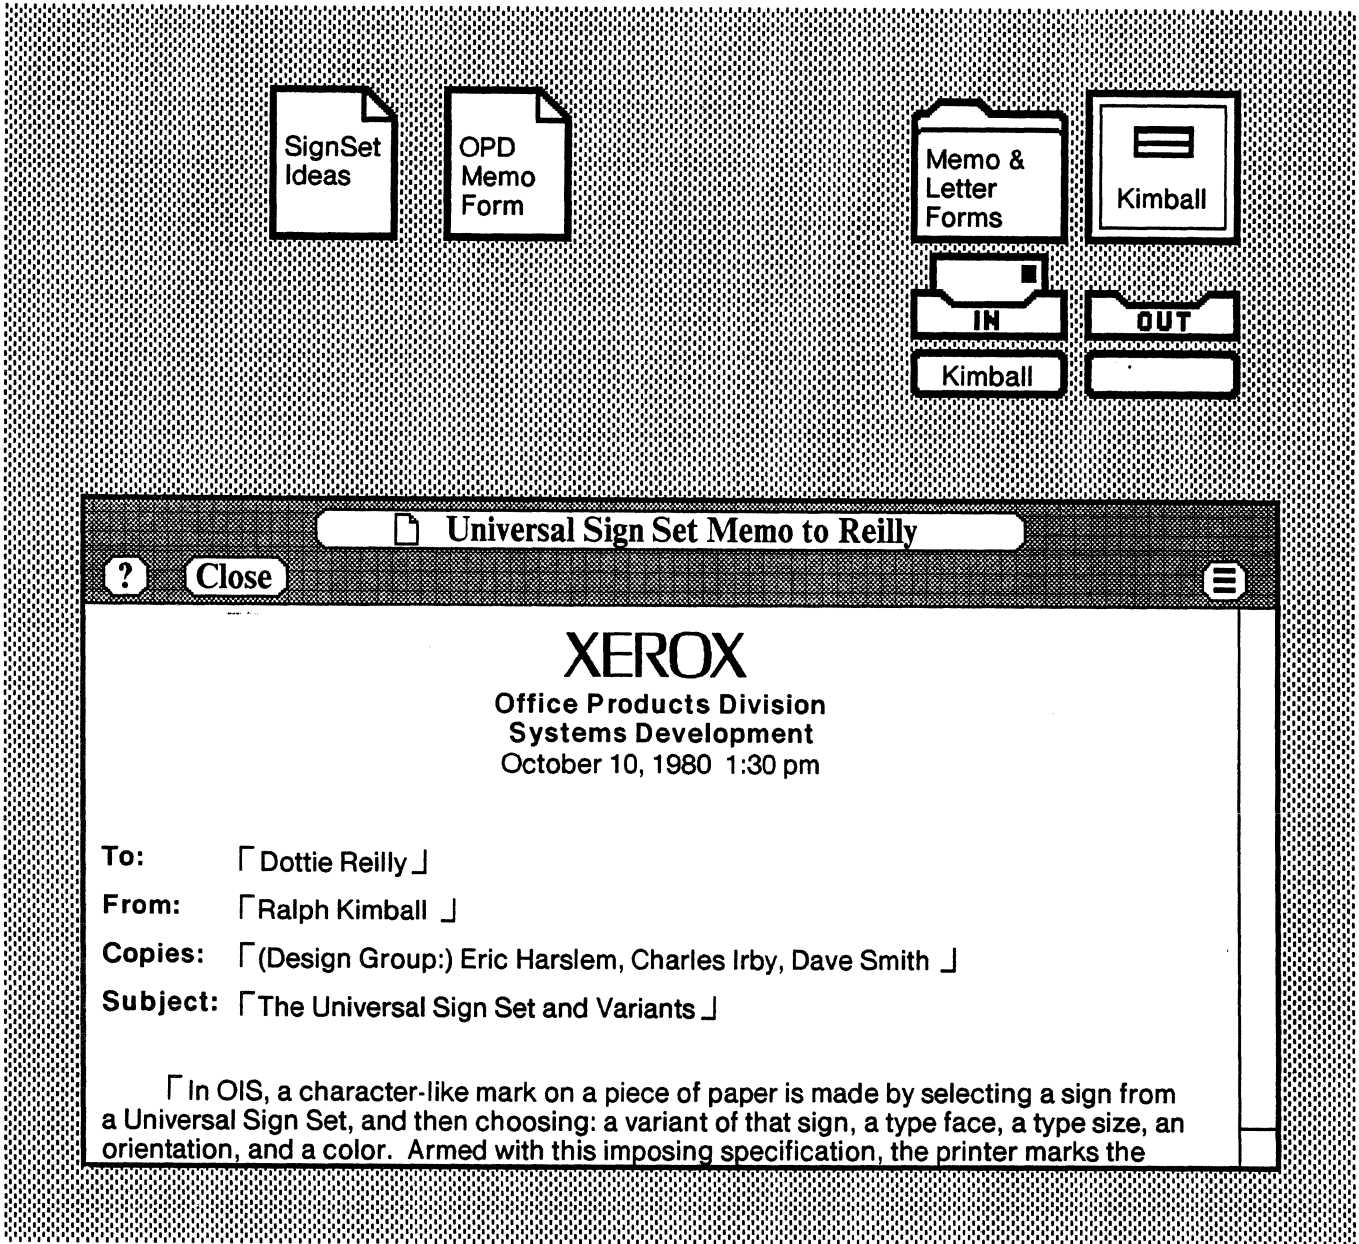 SignSet
Ideas
OPD
Memo
Form
Memo &
Letter
Forms
Kimball
IN
OUT
Kimball
Universal Sign Set Memo to Reilly
?
Close
XEROX
Office Products Division
Systems Development
October 10, 1980 1:30 pm
To: ⌈Dottie Reilly⌋
From: ⌈Ralph Kimball ⌋
Copies: ⌈(Design Group:) Eric Harslem, Charles Irby, Dave Smith ⌋
Subject: ⌈The Universal Sign Set and Variants⌋
⌈In OIS, a character-like mark on a piece of paper is made by selecting a sign from
a Universal Sign Set, and then choosing: a variant of that sign, a type face, a type size, an
orientation, and a color. Armed with this imposing specification, the printer marks the